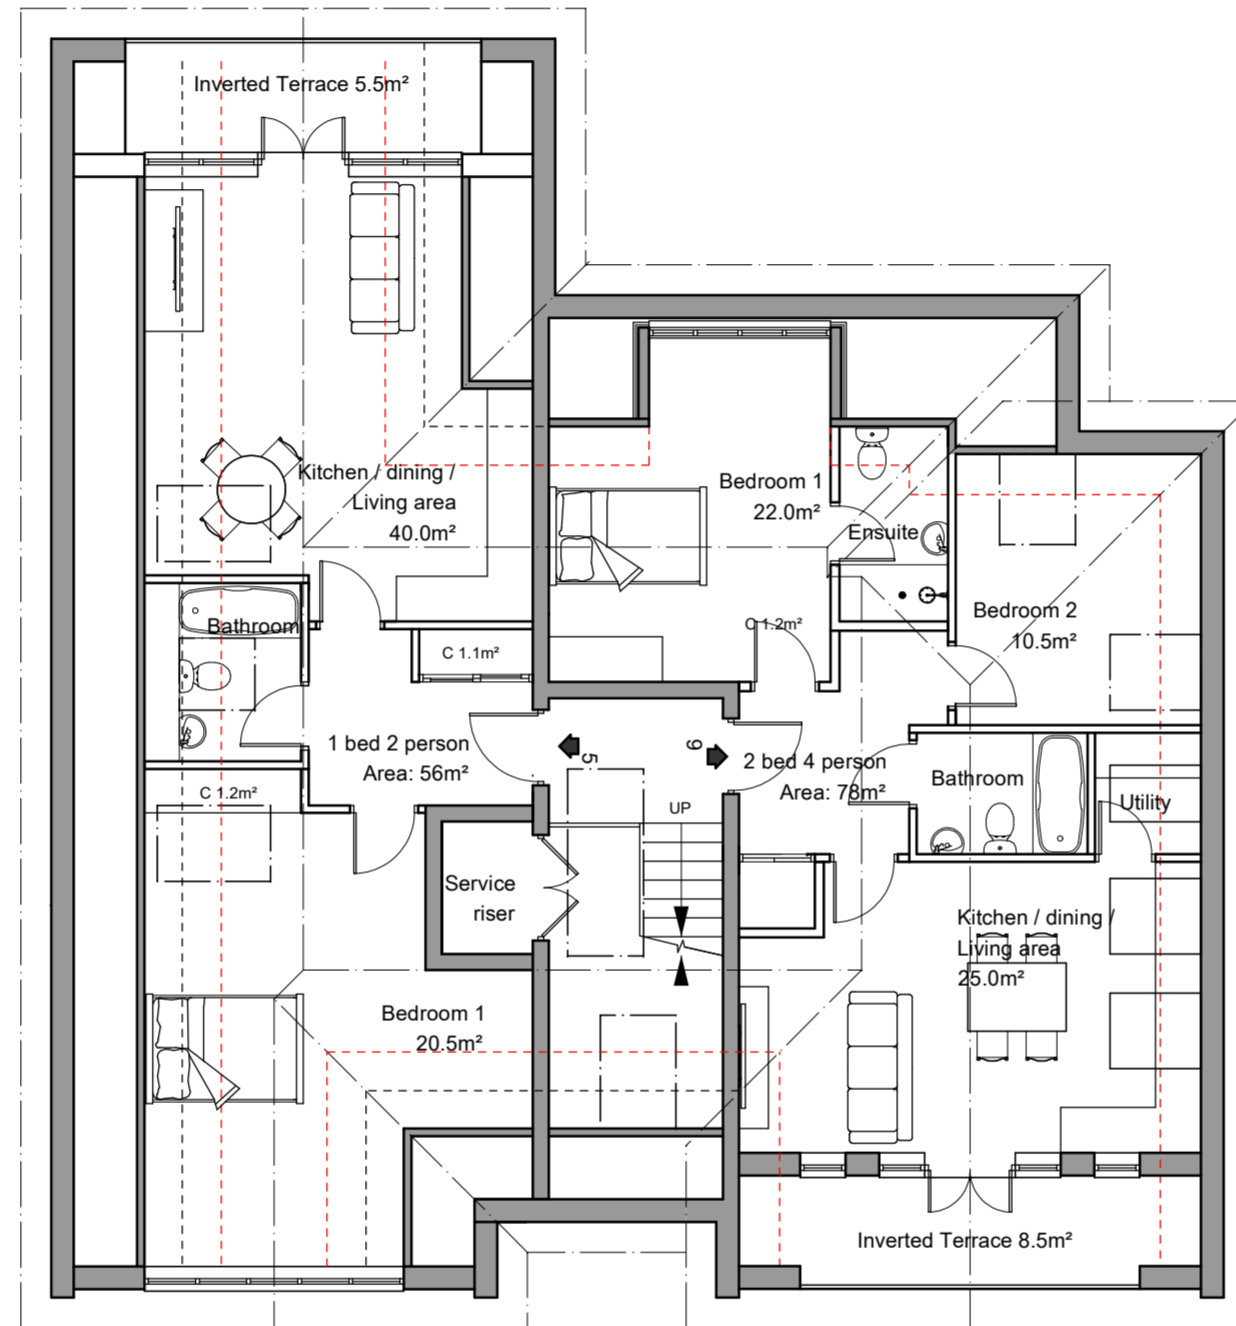 Inverted Terrace 5.5m²
Kitchen / dining /
Living area
40.0m²
Bedroom 1
22.0m²
Ensuite
Bedroom 2
10.5m²
Bathroom
C 1.1m²
C 1.2m²
1 bed 2 person
Area: 56m²
5
6
2 bed 4 person
Area: 78m²
Bathroom
Utility
C 1.2m²
UP
Service
riser
Kitchen / dining /
Living area
25.0m²
Bedroom 1
20.5m²
Inverted Terrace 8.5m²